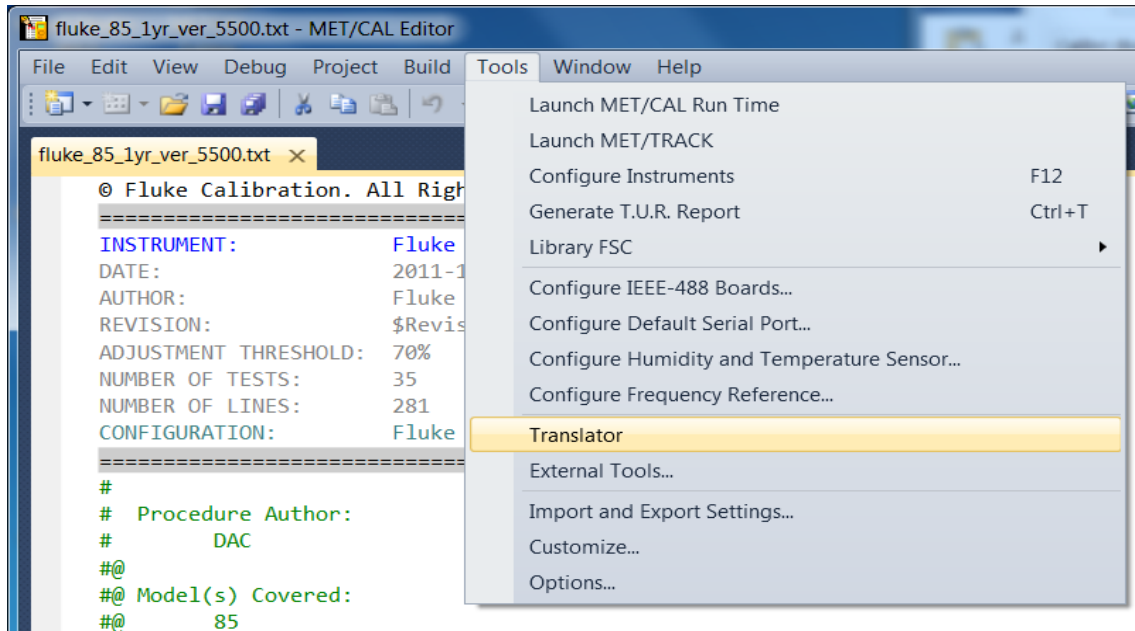 fluke_85_1yr_ver_5500.txt - MET/CAL Editor
File Edit View Debug Project Build Tools Window Help
Launch MET/CAL Run Time
Launch MET/TRACK
Configure Instruments F12
Generate T.U.R. Report Ctrl+T
Library FSC
Configure IEEE-488 Boards...
Configure Default Serial Port...
Configure Humidity and Temperature Sensor...
Configure Frequency Reference...
Translator
External Tools...
Import and Export Settings...
Customize...
Options...
fluke_85_1yr_ver_5500.txt
© Fluke Calibration. All Righ
=============================
INSTRUMENT: Fluke
DATE: 2011-1
AUTHOR: Fluke
REVISION: $Revis
ADJUSTMENT THRESHOLD: 70%
NUMBER OF TESTS: 35
NUMBER OF LINES: 281
CONFIGURATION: Fluke
=============================
#
# Procedure Author:
# DAC
#@
#@ Model(s) Covered:
#@ 85